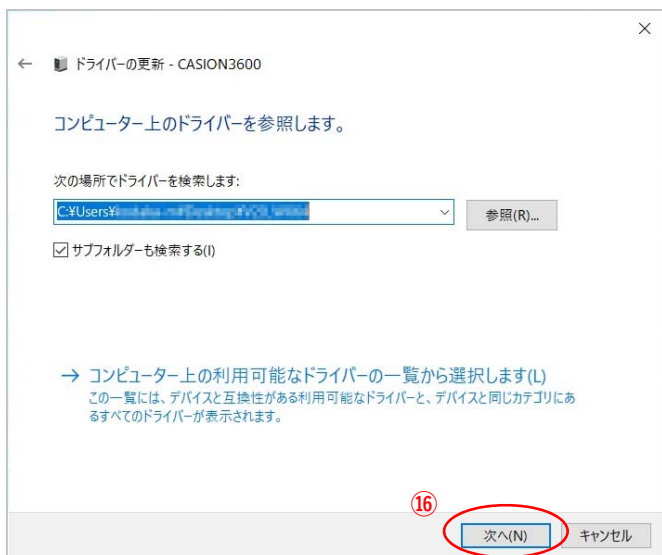 ← ドライバーの更新 - CASION3600
コンピューター上のドライバーを参照します。
次の場所でドライバーを検索します:
C:¥Users¥
参照(R)...
サブフォルダーも検索する(I)
→ コンピューター上の利用可能なドライバーの一覧から選択します(L)
この一覧には、デバイスと互換性がある利用可能なドライバーと、デバイスと同じカテゴリにあ
るすべてのドライバーが表示されます。
⑯
次へ(N)
キャンセル